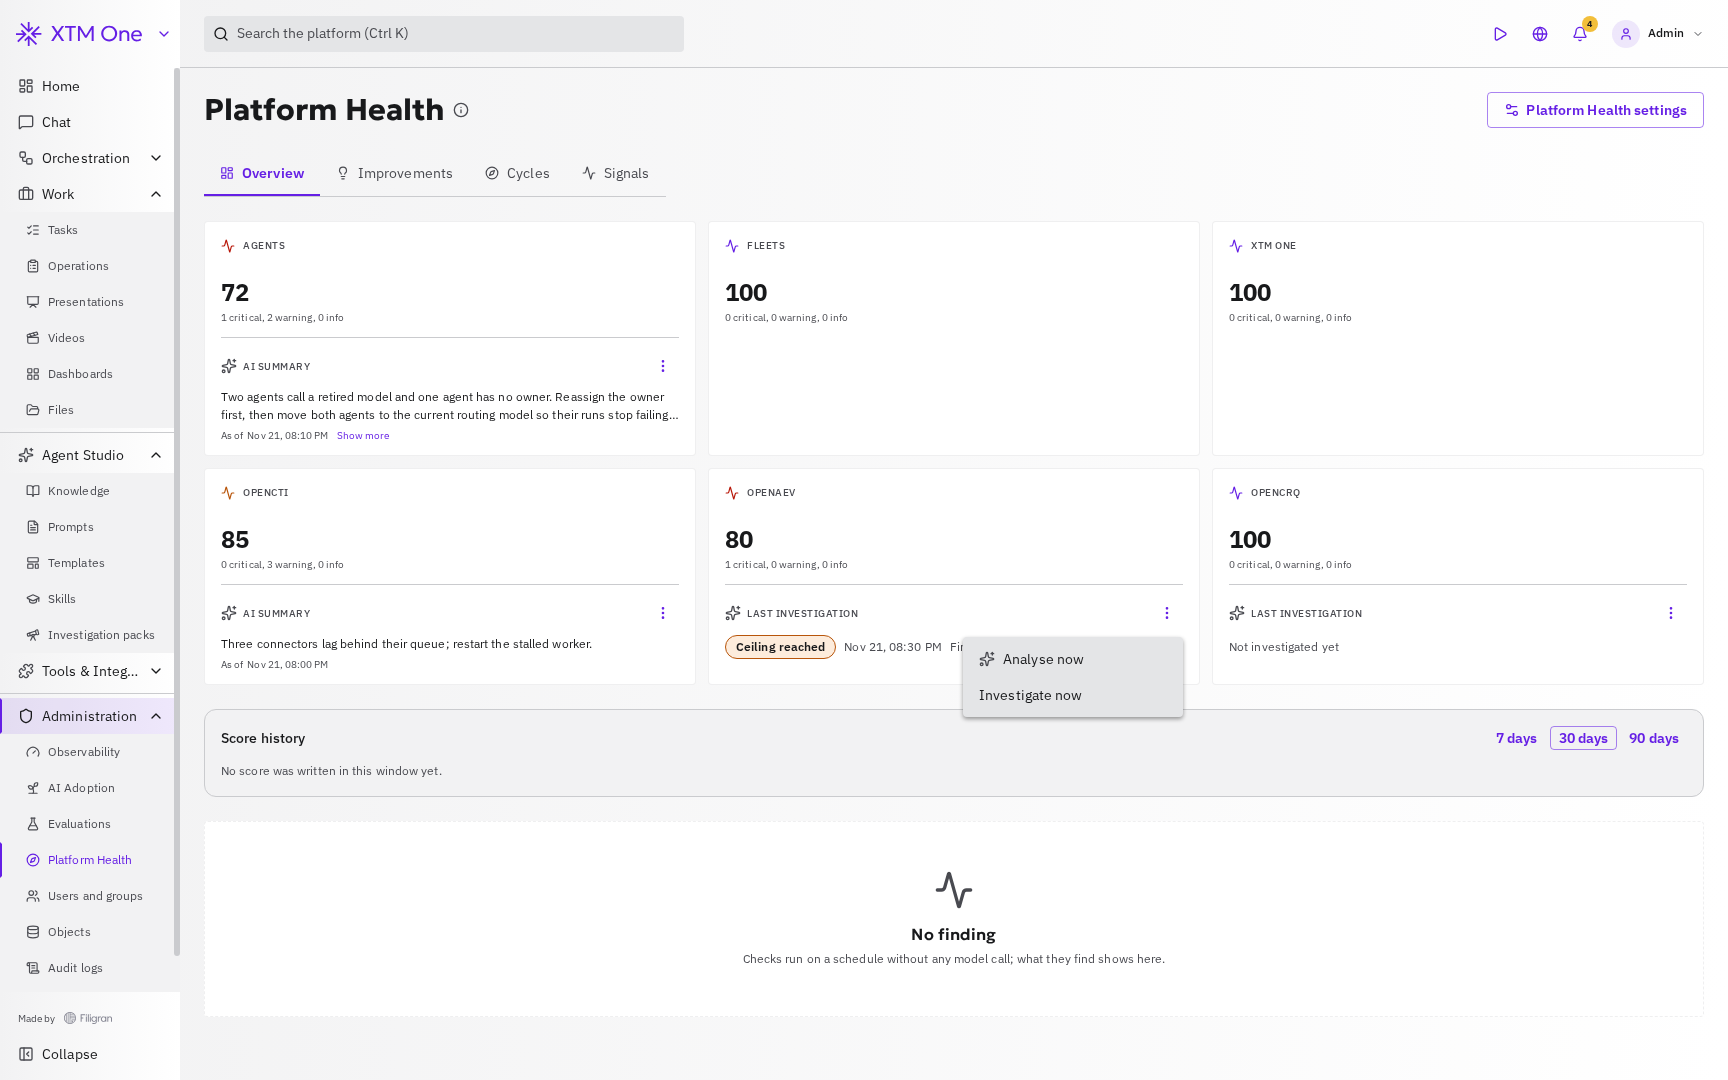 XTM One
Search the platform (Ctrl K)
4
Admin
Home
Chat
Orchestration
Work
Tasks
Operations
Presentations
Videos
Dashboards
Files
Agent Studio
Knowledge
Prompts
Templates
Skills
Investigation packs
Tools & Integ...
Administration
Observability
AI Adoption
Evaluations
Platform Health
Users and groups
Objects
Audit logs
Made by Filigran
Collapse
Platform Health
Platform Health settings
Overview
Improvements
Cycles
Signals
AGENTS
72
1 critical, 2 warning, 0 info
AI SUMMARY
Two agents call a retired model and one agent has no owner. Reassign the owner
first, then move both agents to the current routing model so their runs stop failing...
As of Nov 21, 08:10 PM Show more
FLEETS
100
0 critical, 0 warning, 0 info
XTM ONE
100
0 critical, 0 warning, 0 info
OPENCTI
85
0 critical, 3 warning, 0 info
AI SUMMARY
Three connectors lag behind their queue; restart the stalled worker.
As of Nov 21, 08:00 PM
OPENAEV
80
1 critical, 0 warning, 0 info
LAST INVESTIGATION
Ceiling reached Nov 21, 08:30 PM
Analyse now
Investigate now
OPENCRQ
100
0 critical, 0 warning, 0 info
LAST INVESTIGATION
Not investigated yet
Score history
7 days
30 days
90 days
No score was written in this window yet.
No finding
Checks run on a schedule without any model call; what they find shows here.